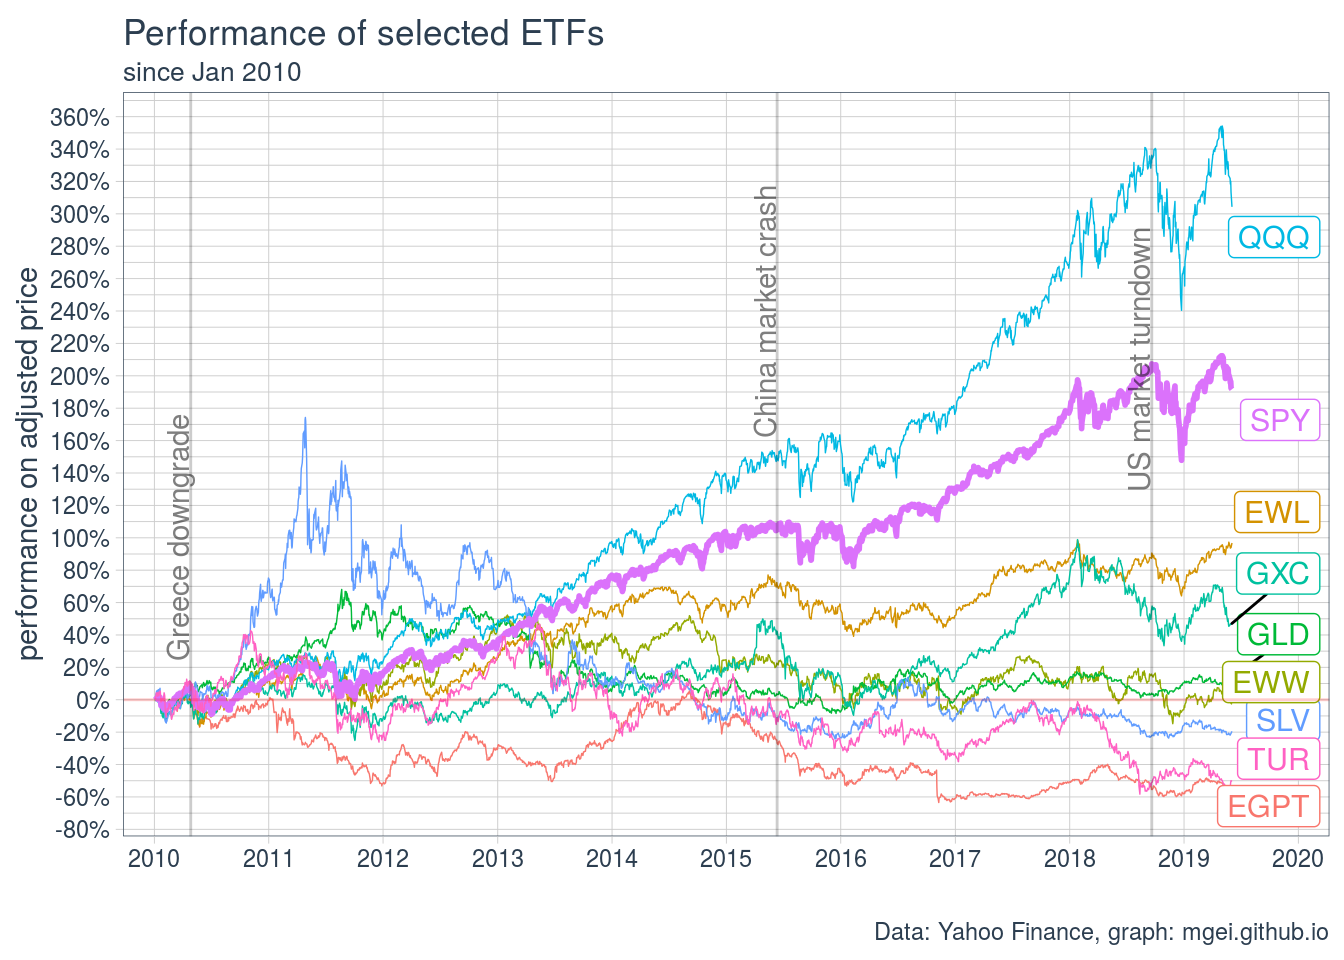 Performance of selected ETFs
since Jan 2010
performance on adjusted price
360%
340%
320%
300%
280%
260%
240%
220%
200%
180%
160%
140%
120%
100%
80%
60%
40%
20%
0%
-20%
-40%
-60%
-80%
Greece downgrade
China market crash
US market turndown
QQQ
SPY
EWL
GXC
GLD
EWW
SLV
TUR
EGPT
2010 2011 2012 2013 2014 2015 2016 2017 2018 2019 2020
Data: Yahoo Finance, graph: mgei.github.io